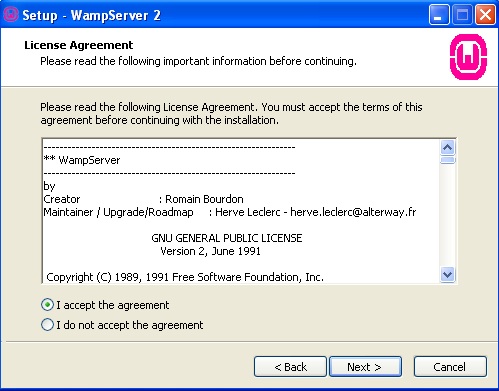 Setup - WampServer 2
License Agreement
Please read the following important information before continuing.
Please read the following License Agreement. You must accept the terms of this
agreement before continuing with the installation.
----------------------------------------------------------------
** WampServer
----------------------------------------------------------------
by
Creator : Romain Bourdon
Maintainer / Upgrade/Roadmap : Herve Leclerc - herve.leclerc@alterway.fr
GNU GENERAL PUBLIC LICENSE
Version 2, June 1991
Copyright (C) 1989, 1991 Free Software Foundation, Inc.
I accept the agreement
I do not accept the agreement
< Back Next > Cancel